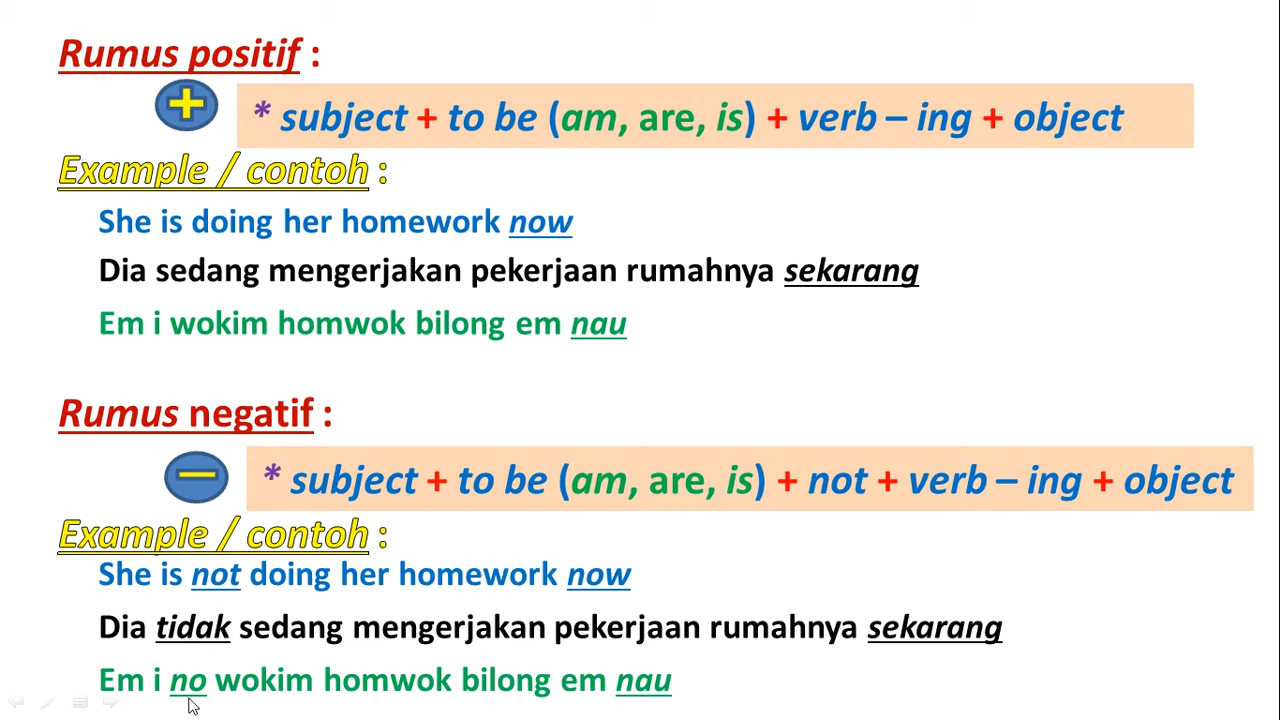 Rumus positif :
* subject + to be (am, are, is) + verb – ing + object
Example / contoh :
She is doing her homework now
Dia sedang mengerjakan pekerjaan rumahnya sekarang
Em i wokim homwok bilong em nau
Rumus negatif :
* subject + to be (am, are, is) + not + verb – ing + object
Example / contoh :
She is not doing her homework now
Dia tidak sedang mengerjakan pekerjaan rumahnya sekarang
Em i no wokim homwok bilong em nau